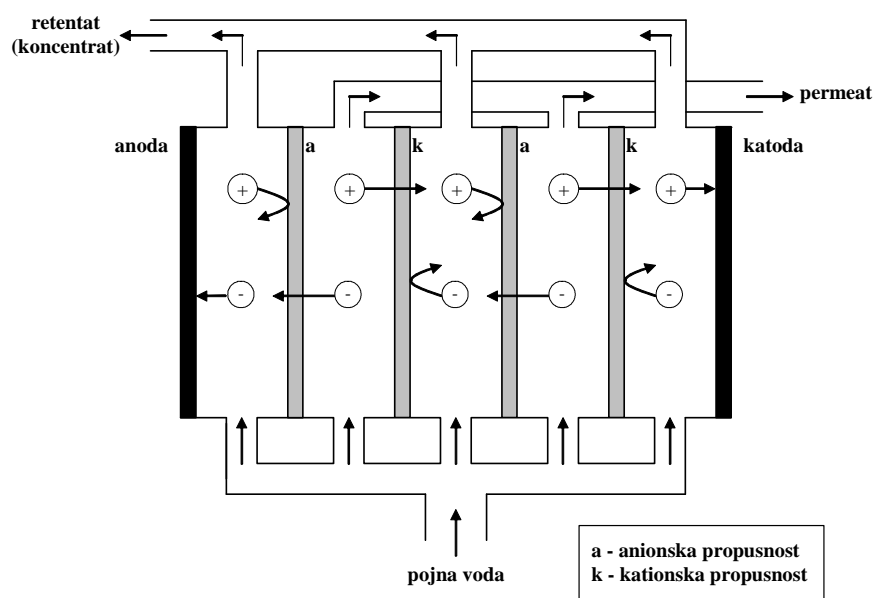 retentat
(koncentrat)
permeat
anoda
a
k
a
k
katoda
+
+
+
+
+
-
-
-
-
-
pojna voda
a - anionska propusnost
k - kationska propusnost